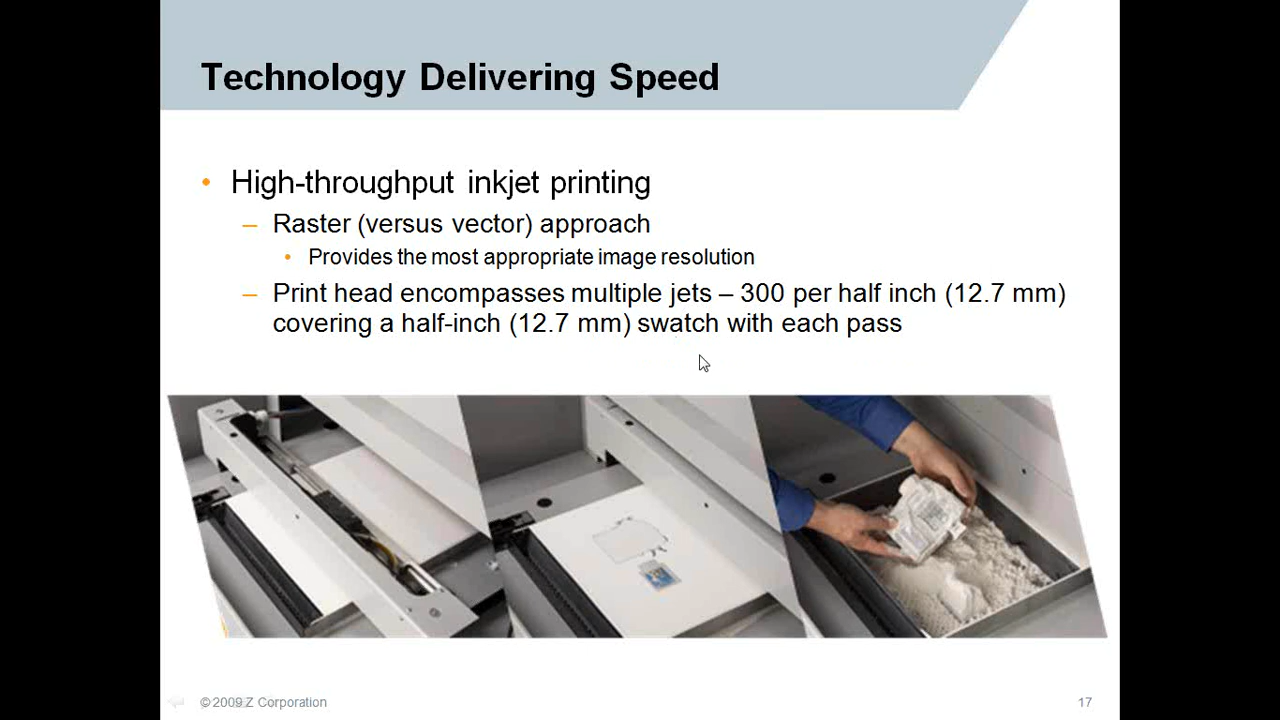 Technology Delivering Speed
• High-throughput inkjet printing
– Raster (versus vector) approach
• Provides the most appropriate image resolution
– Print head encompasses multiple jets – 300 per half inch (12.7 mm)
covering a half-inch (12.7 mm) swatch with each pass
© 2009 Z Corporation
17